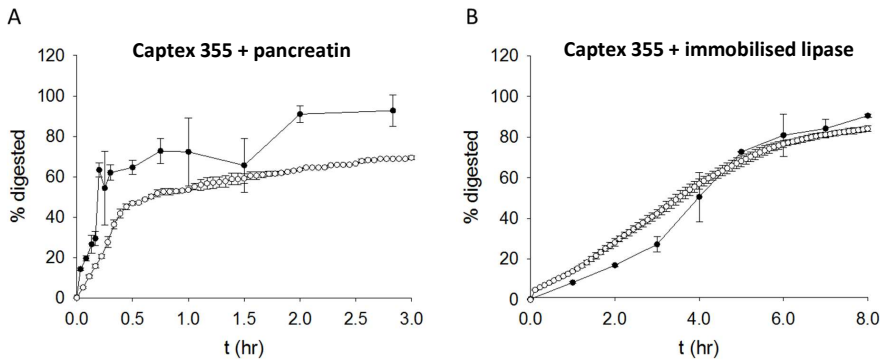 A
Captex 355 + pancreatin
120
100
80
60
40
20
0
% digested
0.0 0.5 1.0 1.5 2.0 2.5 3.0
t (hr)
B
Captex 355 + immobilised lipase
120
100
80
60
40
20
0
% digested
0.0 2.0 4.0 6.0 8.0
t (hr)